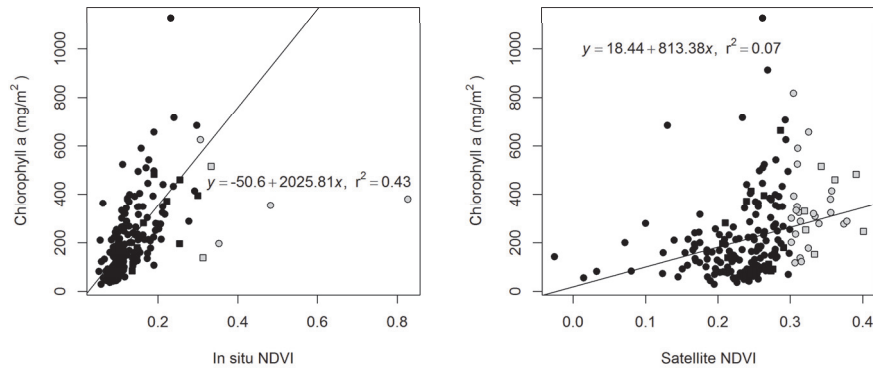 1000
800
600
400
200
0
Chlorophyll a (mg/m²)
y = -50.6 + 2025.81x, r² = 0.43
0.2 0.4 0.6 0.8
In situ NDVI
1000
800
600
400
200
0
Chlorophyll a (mg/m²)
y = 18.44 + 813.38x, r² = 0.07
0.0 0.1 0.2 0.3 0.4
Satellite NDVI